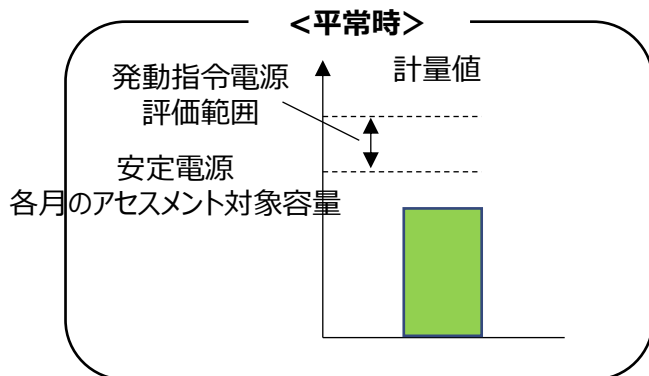 <平常時>
発動指令電源
評価範囲
計量値
安定電源
各月のアセスメント対象容量